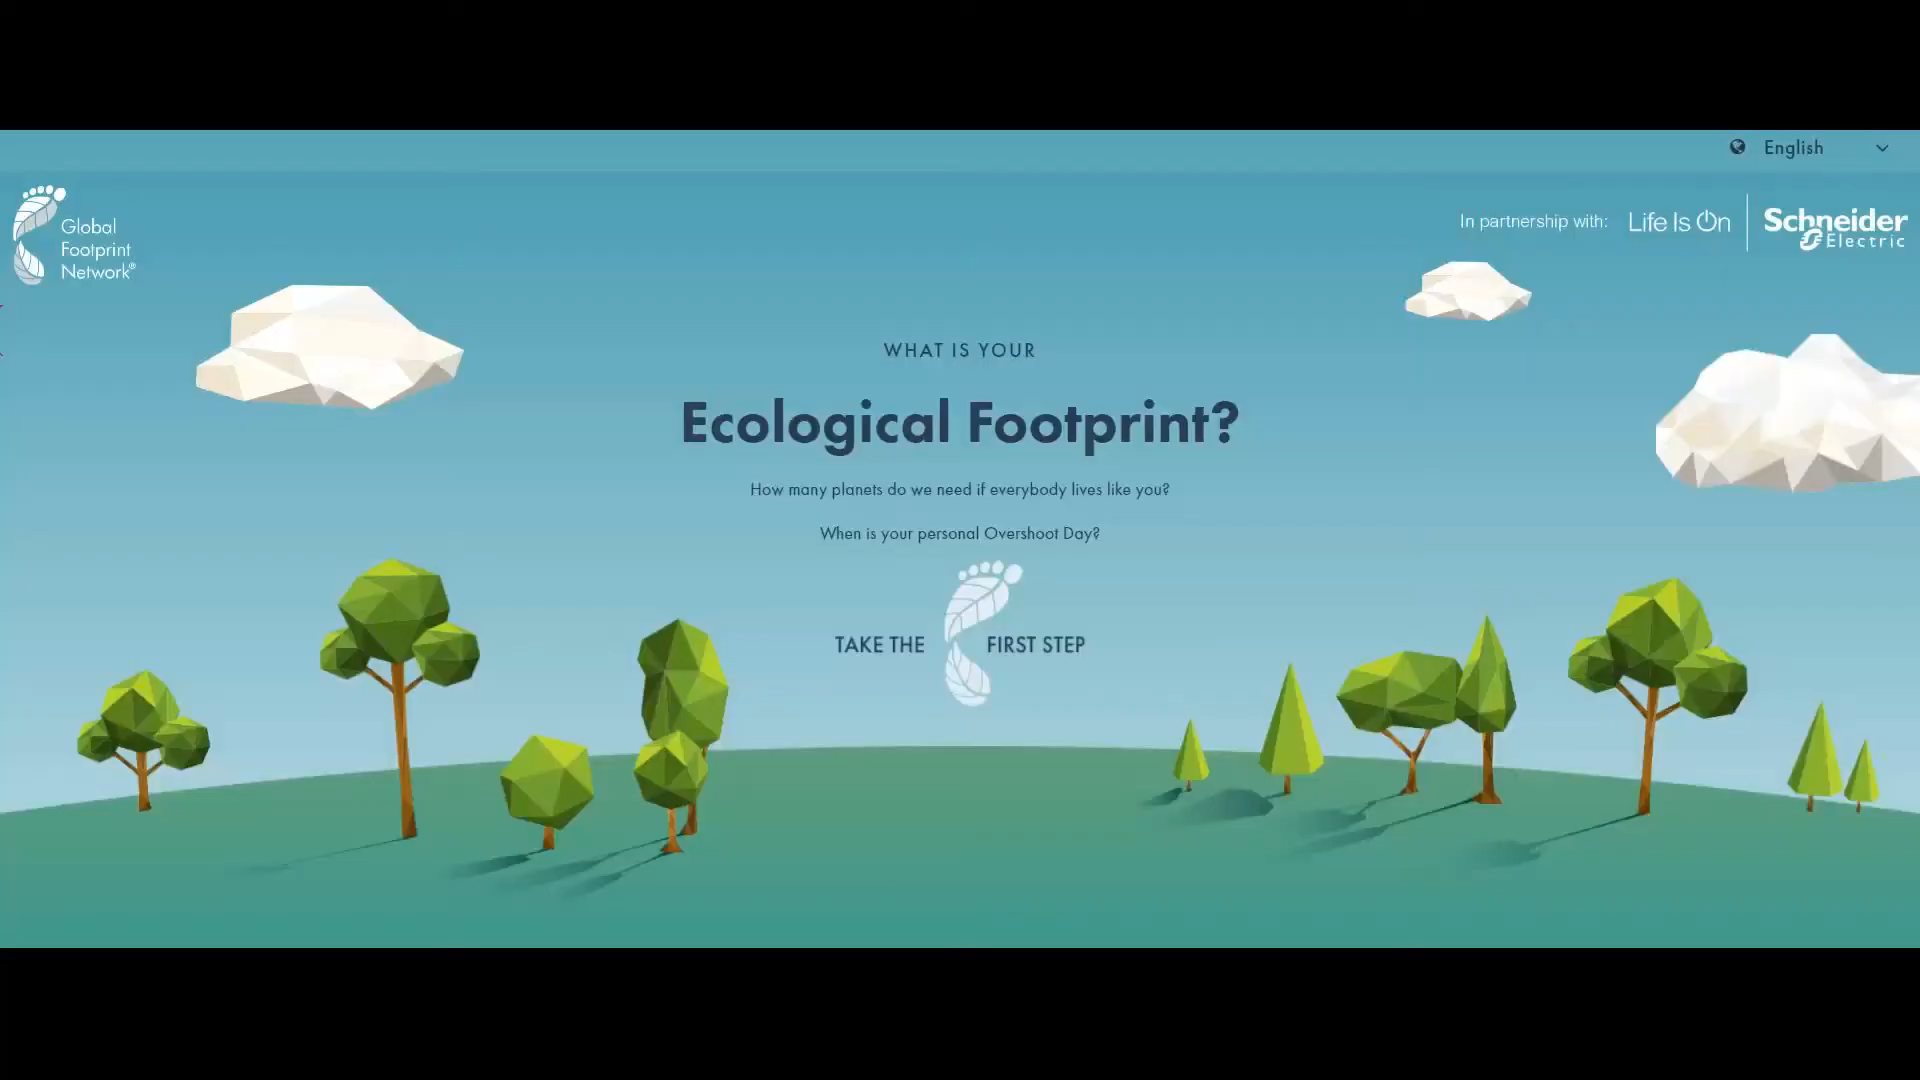 English
Global
Footprint
Network®
In partnership with:
Life Is On
Schneider
Electric
WHAT IS YOUR
Ecological Footprint?
How many planets do we need if everybody lives like you?
When is your personal Overshoot Day?
TAKE THE FIRST STEP